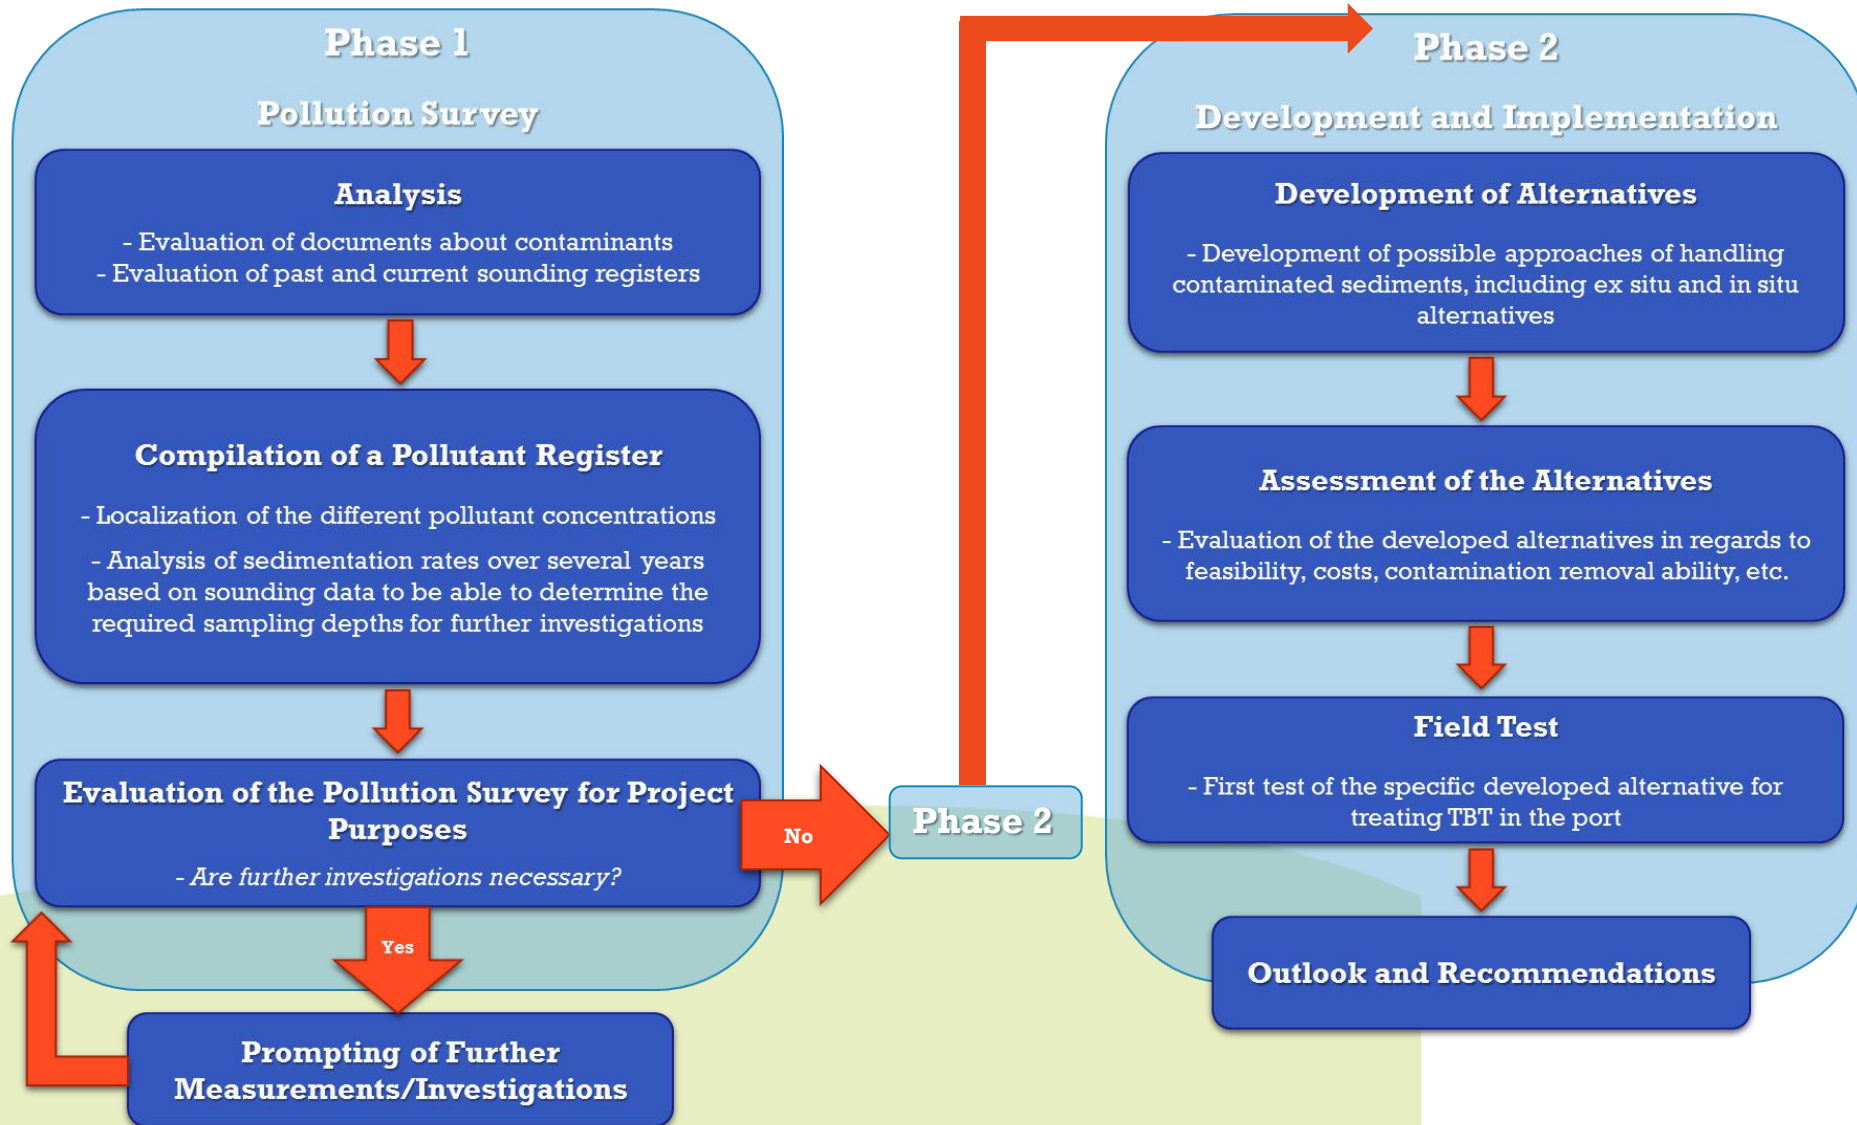 Phase 1
Pollution Survey
Analysis
- Evaluation of documents about contaminants
- Evaluation of past and current sounding registers
Compilation of a Pollutant Register
- Localization of the different pollutant concentrations
- Analysis of sedimentation rates over several years
based on sounding data to be able to determine the
required sampling depths for further investigations
Evaluation of the Pollution Survey for Project
Purposes
- Are further investigations necessary?
No
Yes
Prompting of Further
Measurements/Investigations
Phase 2
Phase 2
Development and Implementation
Development of Alternatives
- Development of possible approaches of handling
contaminated sediments, including ex situ and in situ
alternatives
Assessment of the Alternatives
- Evaluation of the developed alternatives in regards to
feasibility, costs, contamination removal ability, etc.
Field Test
- First test of the specific developed alternative for
treating TBT in the port
Outlook and Recommendations